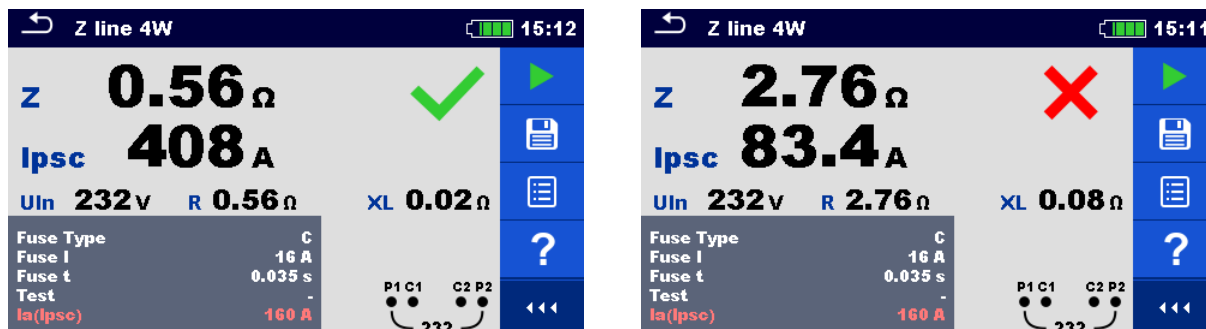 Z line 4W 15:12
Z 0.56 Ω
Ipsc 408 A
Uln 232 V R 0.56 Ω XL 0.02 Ω
Fuse Type C
Fuse I 16 A
Fuse t 0.035 s
Test -
Ia(Ipsc) 160 A
P1 C1 C2 P2
232
?
Z line 4W 15:11
Z 2.76 Ω
Ipsc 83.4 A
Uln 232 V R 2.76 Ω XL 0.08 Ω
Fuse Type C
Fuse I 16 A
Fuse t 0.035 s
Test -
Ia(Ipsc) 160 A
P1 C1 C2 P2
232
?